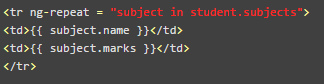 <tr ng-repeat = "subject in student.subjects">
<td>{{ subject.name }}</td>
<td>{{ subject.marks }}</td>
</tr>